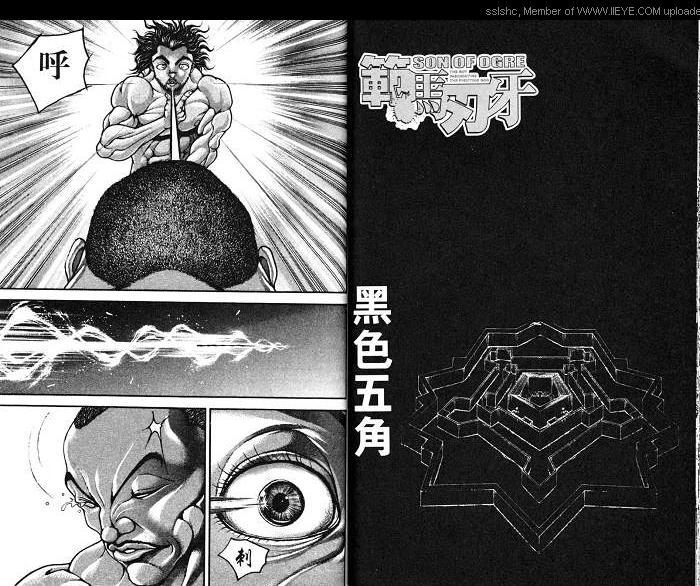 sslshc, Member of WWW.IIEYE.COM uploade
SON OF OGRE
範馬刃牙
黑色五角
呼
刺